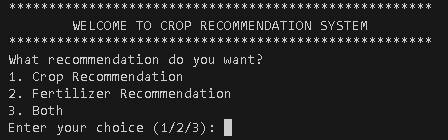 *****************************************************
WELCOME TO CROP RECOMMENDATION SYSTEM
*****************************************************
What recommendation do you want?
1. Crop Recommendation
2. Fertilizer Recommendation
3. Both
Enter your choice (1/2/3):